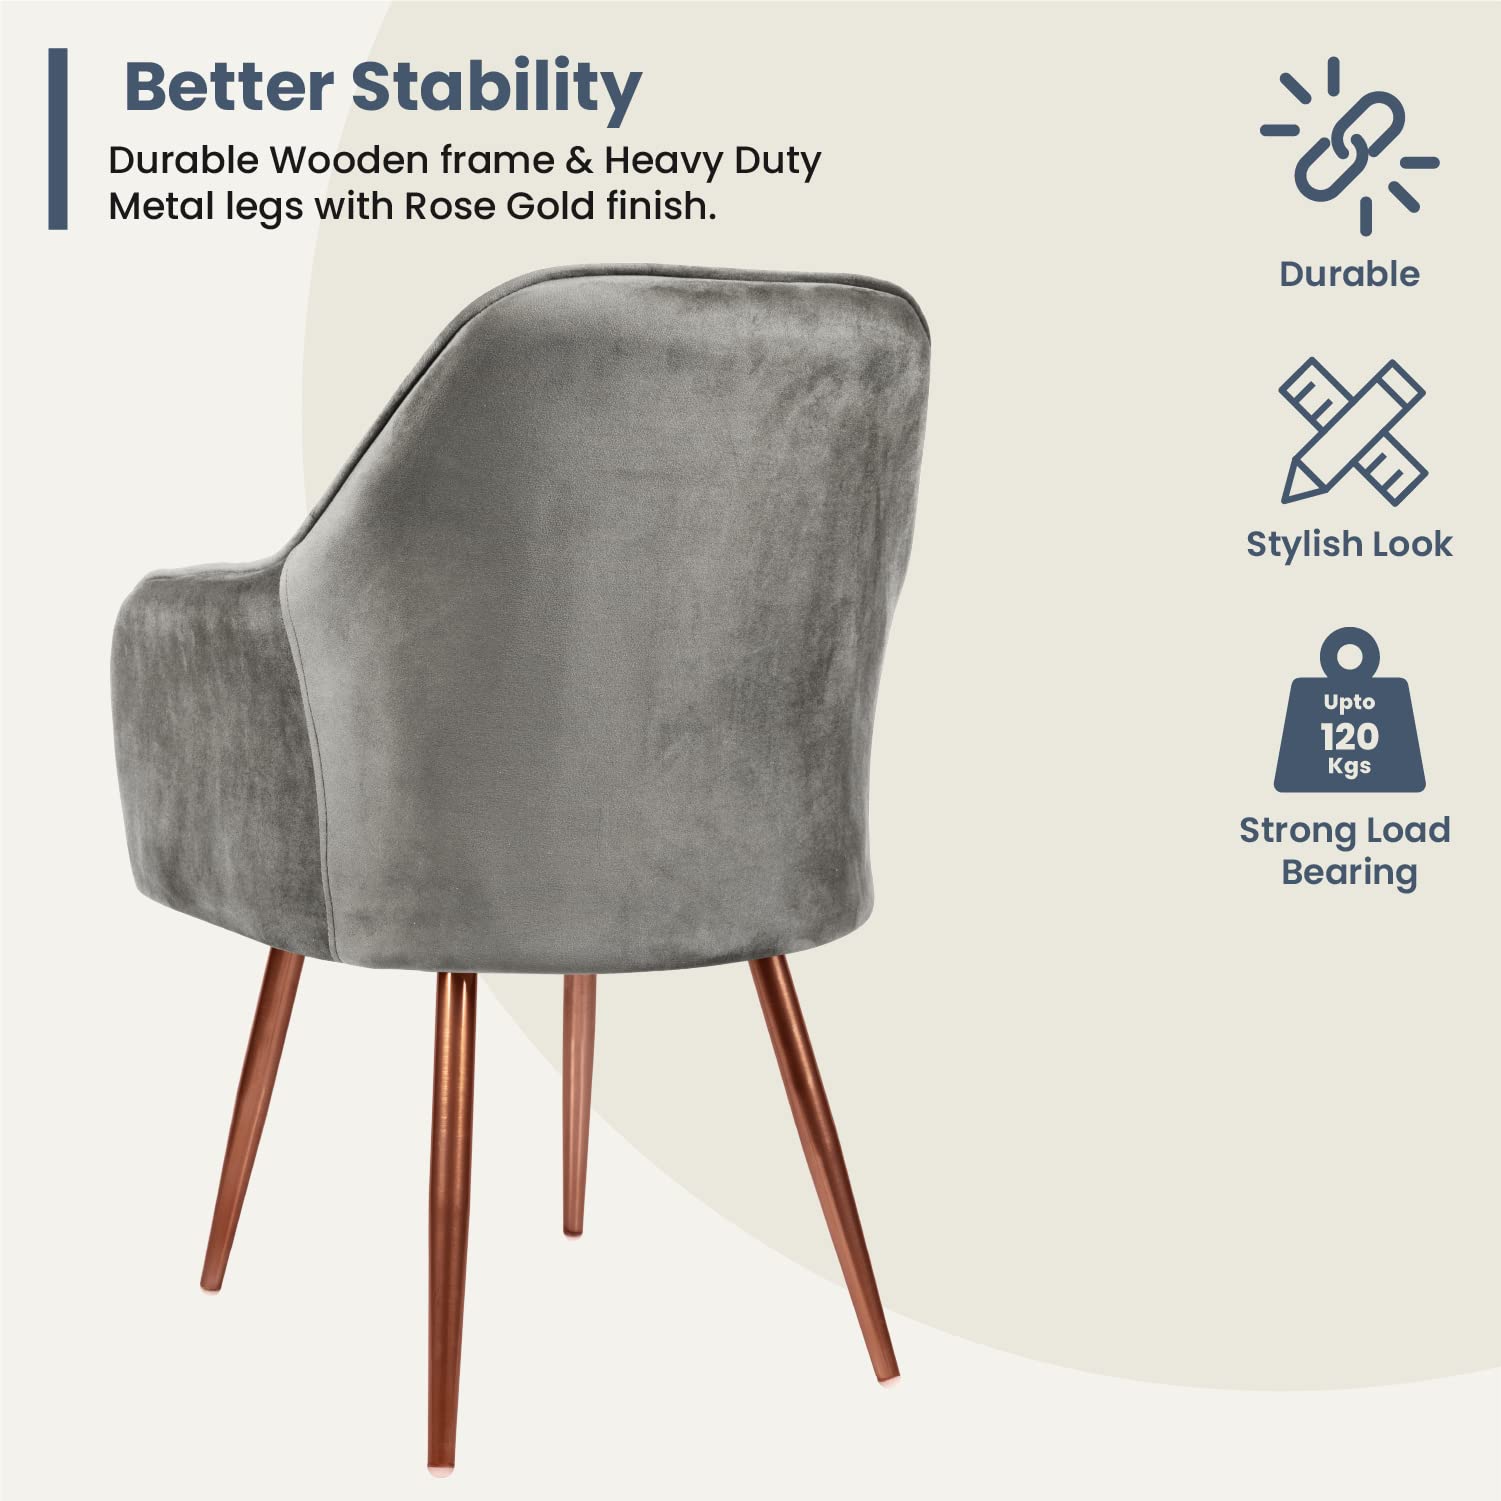 Better Stability
Durable Wooden frame & Heavy Duty
Metal legs with Rose Gold finish.
Durable
Stylish Look
Upto
120
Kgs
Strong Load
Bearing